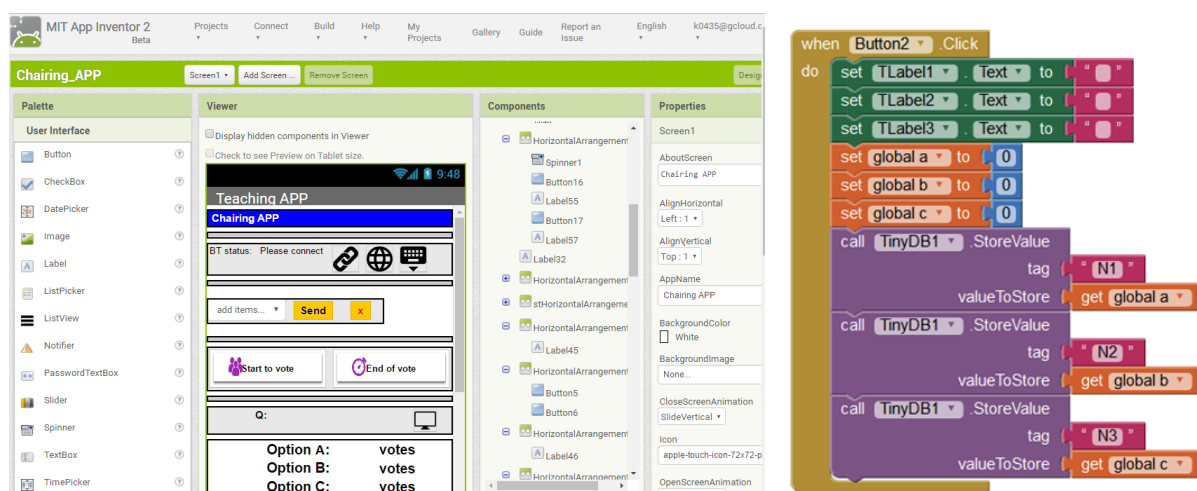 MIT App Inventor 2
Beta
Projects
Connect
Build
Help
My
Projects
Gallery
Guide
Report an
Issue
English
k0435@gcloud.c
Chairing_APP
Screen1
Add Screen ...
Remove Screen
Desig
Palette
User Interface
Button
CheckBox
DatePicker
Image
Label
ListPicker
ListView
Notifier
PasswordTextBox
Slider
Spinner
TextBox
TimePicker
Viewer
Display hidden components in Viewer
Check to see Preview on Tablet size.
9:48
Teaching APP
Chairing APP
BT status: Please connect
add items...
Send
x
Start to vote
End of vote
Q:
Option A: votes
Option B: votes
Option C: votes
Components
HorizontalArrangement
Spinner1
Button16
Label55
Button17
Label57
Label32
HorizontalArrangement
stHorizontalArrangeme
HorizontalArrangement
Label45
HorizontalArrangement
Button5
Button6
HorizontalArrangement
Label46
HorizontalArrangement
Properties
Screen1
AboutScreen
Chairing APP
AlignHorizontal
Left : 1
AlignVertical
Top : 1
AppName
Chairing APP
BackgroundColor
White
BackgroundImage
None...
CloseScreenAnimation
SlideVertical
Icon
apple-touch-icon-72x72-p
OpenScreenAnimation
when Button2 .Click
do set TLabel1 . Text to " "
set TLabel2 . Text to " "
set TLabel3 . Text to " "
set global a to 0
set global b to 0
set global c to 0
call TinyDB1 .StoreValue
tag " N1 "
valueToStore get global a
call TinyDB1 .StoreValue
tag " N2 "
valueToStore get global b
call TinyDB1 .StoreValue
tag " N3 "
valueToStore get global c